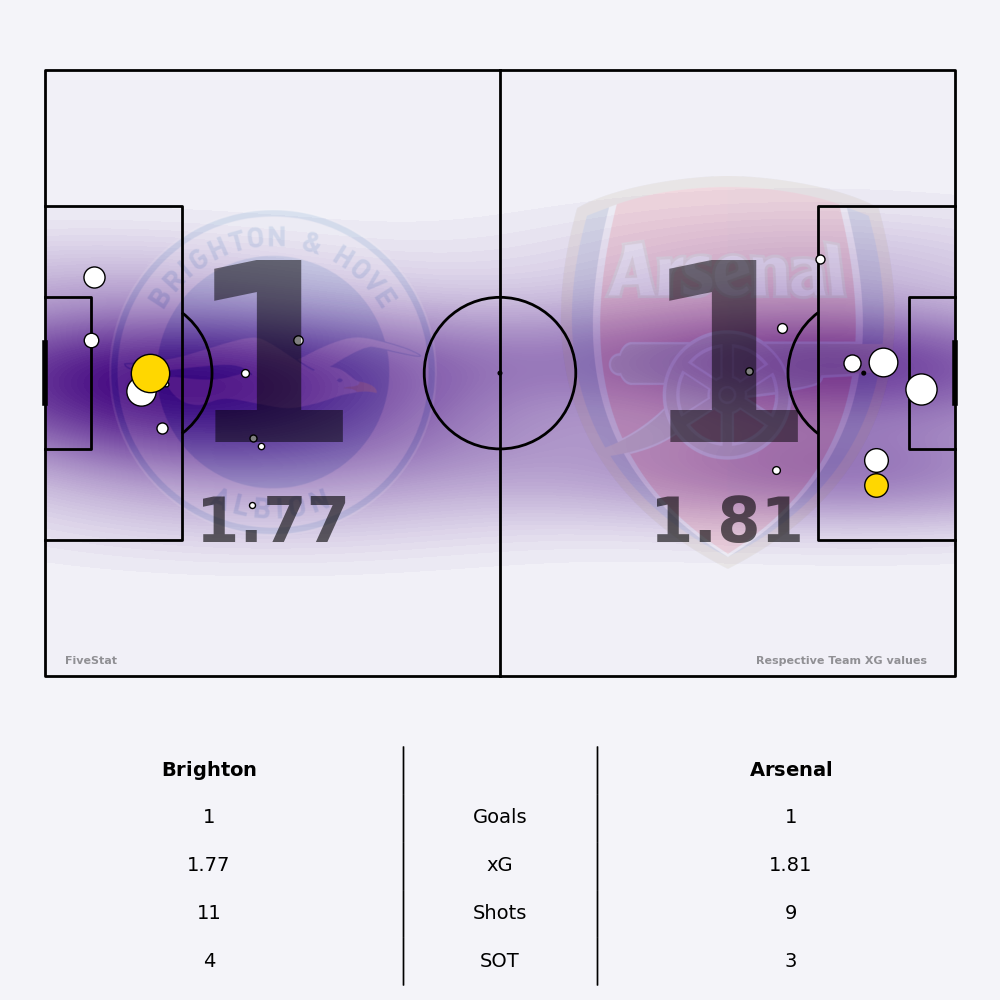 BRIGHTON & HOVE
ALBION
Arsenal
1
1
1.77
1.81
FiveStat
Respective Team XG values
Brighton
Arsenal
1
Goals
1
1.77
xG
1.81
11
Shots
9
4
SOT
3